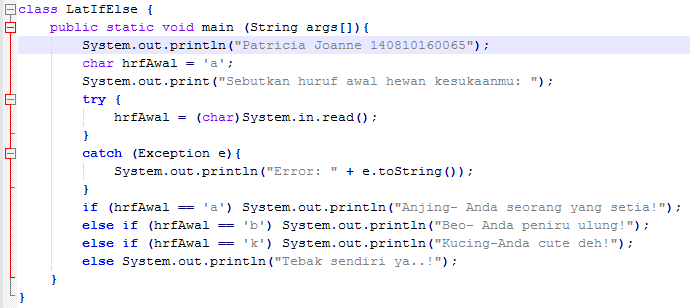 class LatIfElse {
public static void main (String args[]){
System.out.println("Patricia Joanne 140810160065");
char hrfAwal = 'a';
System.out.print("Sebutkan huruf awal hewan kesukaanmu: ");
try {
hrfAwal = (char)System.in.read();
}
catch (Exception e){
System.out.println("Error: " + e.toString());
}
if (hrfAwal == 'a') System.out.println("Anjing- Anda seorang yang setia!");
else if (hrfAwal == 'b') System.out.println("Beo- Anda peniru ulung!");
else if (hrfAwal == 'k') System.out.println("Kucing-Anda cute deh!");
else System.out.println("Tebak sendiri ya..!");
}
}